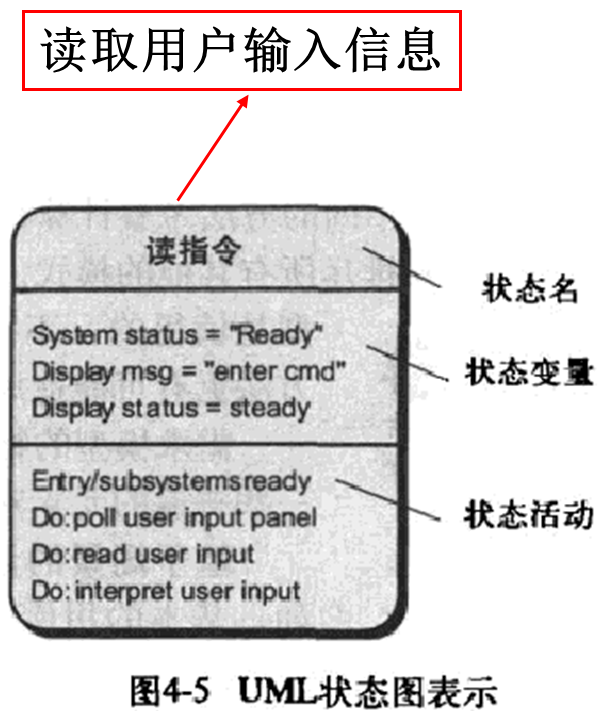 读取用户输入信息
读指令
状态名
System status = "Ready"
Display msg = "enter cmd"
Display status = steady
状态变量
Entry/subsystems ready
Do: poll user input panel
Do: read user input
Do: interpret user input
状态活动
图4-5 UML状态图表示